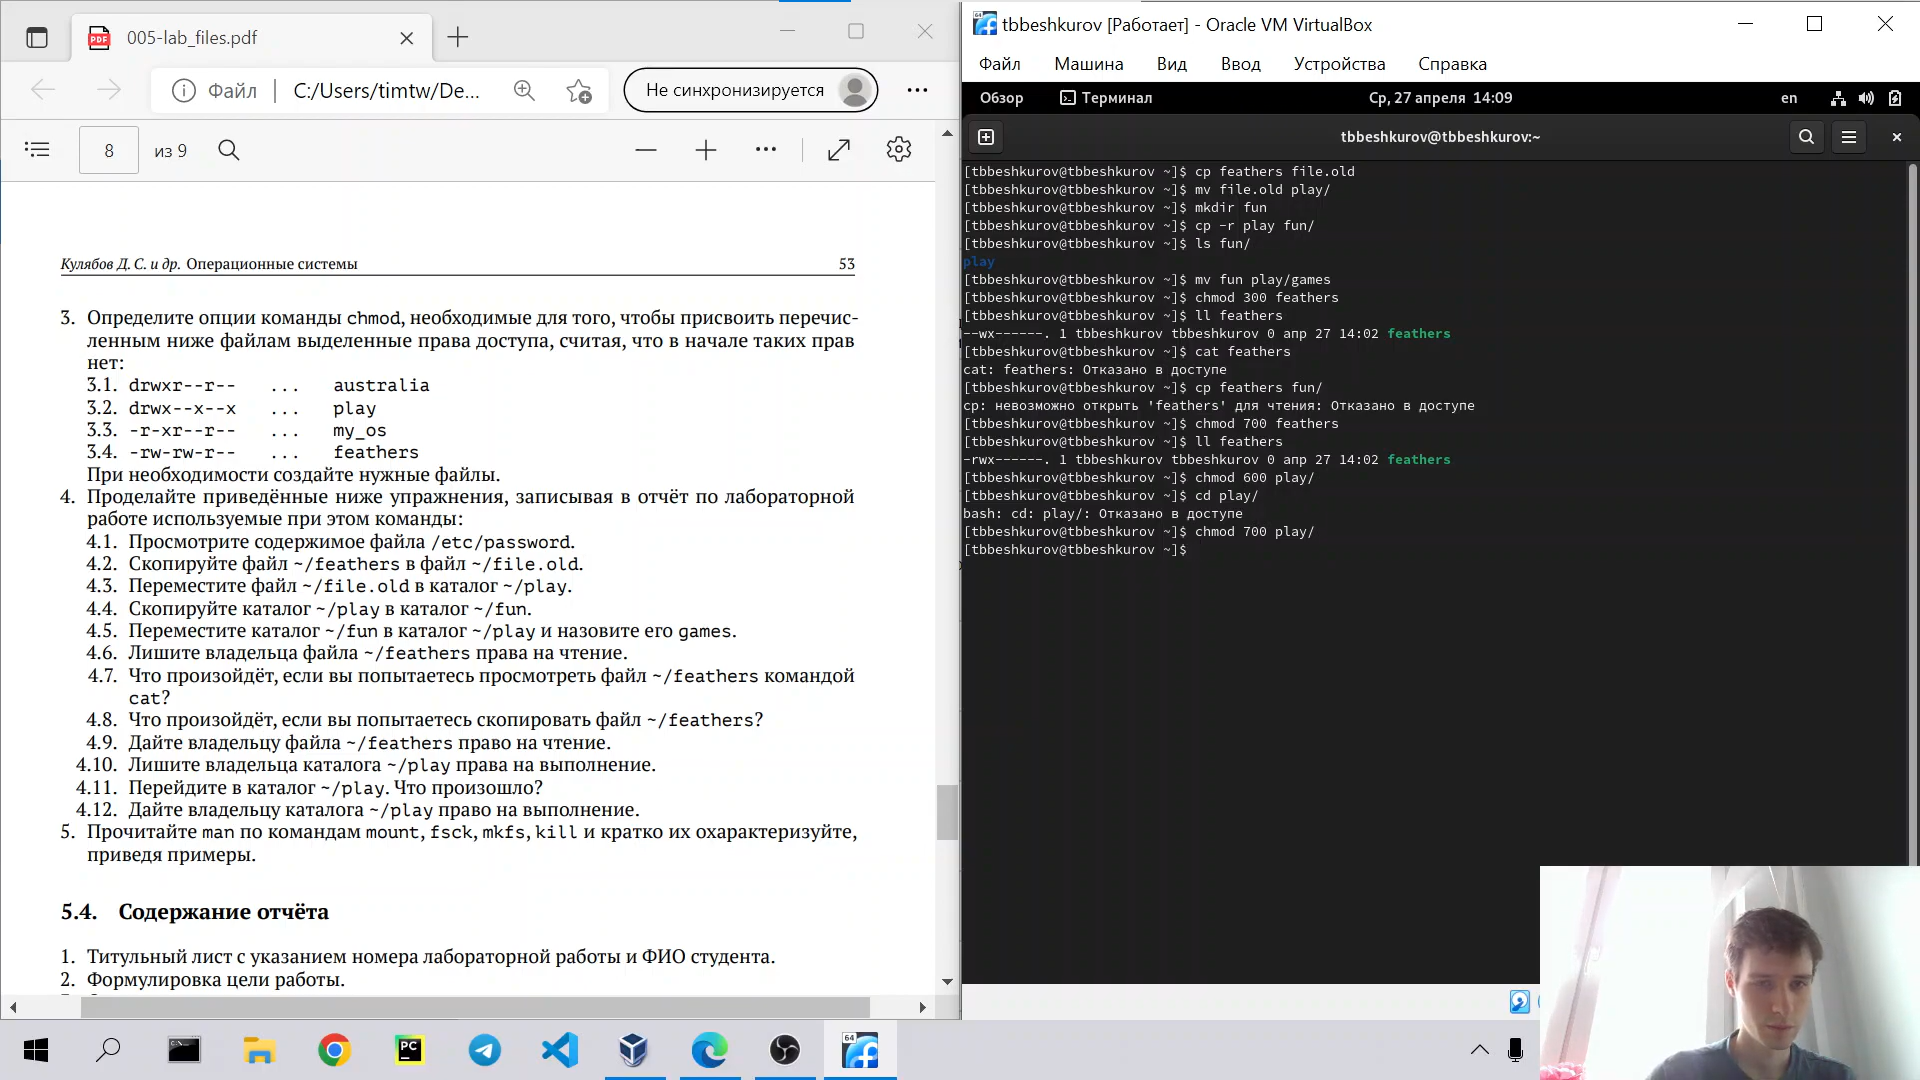 005-lab_files.pdf
Файл
C:/Users/timtw/De...
Не синхронизируется
8
из 9
Кулябов Д. С. и др. Операционные системы 53
3. Определите опции команды chmod, необходимые для того, чтобы присвоить перечис-
ленным ниже файлам выделенные права доступа, считая, что в начале таких прав
нет:
3.1. drwxr--r-- ... australia
3.2. drwx--x--x ... play
3.3. -r-xr--r-- ... my_os
3.4. -rw-rw-r-- ... feathers
При необходимости создайте нужные файлы.
4. Проделайте приведённые ниже упражнения, записывая в отчёт по лабораторной
работе используемые при этом команды:
4.1. Просмотрите содержимое файла /etc/password.
4.2. Скопируйте файл ~/feathers в файл ~/file.old.
4.3. Переместите файл ~/file.old в каталог ~/play.
4.4. Скопируйте каталог ~/play в каталог ~/fun.
4.5. Переместите каталог ~/fun в каталог ~/play и назовите его games.
4.6. Лишите владельца файла ~/feathers права на чтение.
4.7. Что произойдёт, если вы попытаетесь просмотреть файл ~/feathers командой
cat?
4.8. Что произойдёт, если вы попытаетесь скопировать файл ~/feathers?
4.9. Дайте владельцу файла ~/feathers право на чтение.
4.10. Лишите владельца каталога ~/play права на выполнение.
4.11. Перейдите в каталог ~/play. Что произошло?
4.12. Дайте владельцу каталога ~/play право на выполнение.
5. Прочитайте man по командам mount, fsck, mkfs, kill и кратко их охарактеризуйте,
приведя примеры.
5.4. Содержание отчёта
1. Титульный лист с указанием номера лабораторной работы и ФИО студента.
2. Формулировка цели работы.
tbbeshkurov [Работает] - Oracle VM VirtualBox
Файл Машина Вид Ввод Устройства Справка
Обзор Терминал Ср, 27 апреля 14:09 en
tbbeshkurov@tbbeshkurov:~
[tbbeshkurov@tbbeshkurov ~]$ cp feathers file.old
[tbbeshkurov@tbbeshkurov ~]$ mv file.old play/
[tbbeshkurov@tbbeshkurov ~]$ mkdir fun
[tbbeshkurov@tbbeshkurov ~]$ cp -r play fun/
[tbbeshkurov@tbbeshkurov ~]$ ls fun/
play
[tbbeshkurov@tbbeshkurov ~]$ mv fun play/games
[tbbeshkurov@tbbeshkurov ~]$ chmod 300 feathers
[tbbeshkurov@tbbeshkurov ~]$ ll feathers
--wx------. 1 tbbeshkurov tbbeshkurov 0 апр 27 14:02 feathers
[tbbeshkurov@tbbeshkurov ~]$ cat feathers
cat: feathers: Отказано в доступе
[tbbeshkurov@tbbeshkurov ~]$ cp feathers fun/
cp: невозможно открыть 'feathers' для чтения: Отказано в доступе
[tbbeshkurov@tbbeshkurov ~]$ chmod 700 feathers
[tbbeshkurov@tbbeshkurov ~]$ ll feathers
-rwx------. 1 tbbeshkurov tbbeshkurov 0 апр 27 14:02 feathers
[tbbeshkurov@tbbeshkurov ~]$ chmod 600 play/
[tbbeshkurov@tbbeshkurov ~]$ cd play/
bash: cd: play/: Отказано в доступе
[tbbeshkurov@tbbeshkurov ~]$ chmod 700 play/
[tbbeshkurov@tbbeshkurov ~]$